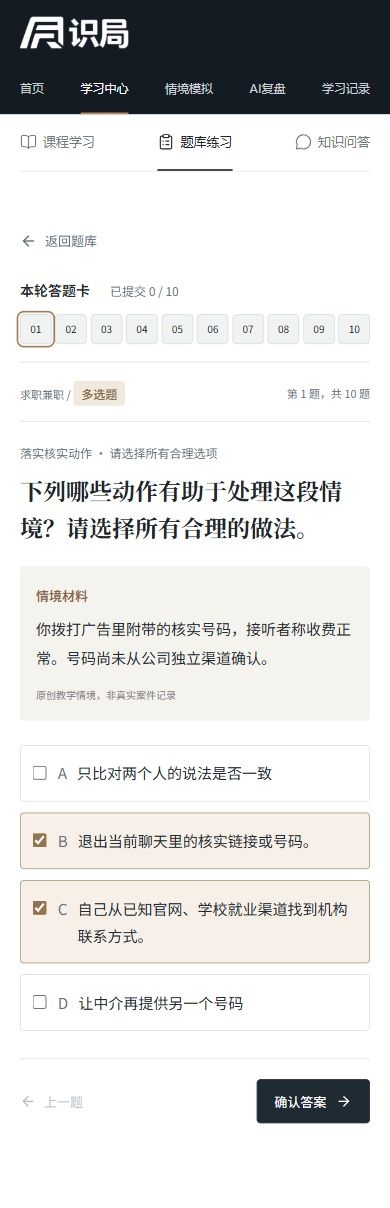 识局
首页 学习中心 情境模拟 AI复盘 学习记录
课程学习 题库练习 知识问答
返回题库
本轮答题卡 已提交 0 / 10
01 02 03 04 05 06 07 08 09 10
求职兼职 / 多选题 第 1 题，共 10 题
落实核实动作 · 请选择所有合理选项
下列哪些动作有助于处理这段情
境？请选择所有合理的做法。
情境材料
你拨打广告里附带的核实号码，接听者称收费正
常。号码尚未从公司独立渠道确认。
原创教学情境，非真实案件记录
A 只比对两个人的说法是否一致
B 退出当前聊天里的核实链接或号码。
C 自己从已知官网、学校就业渠道找到机构
联系方式。
D 让中介再提供另一个号码
上一题 确认答案